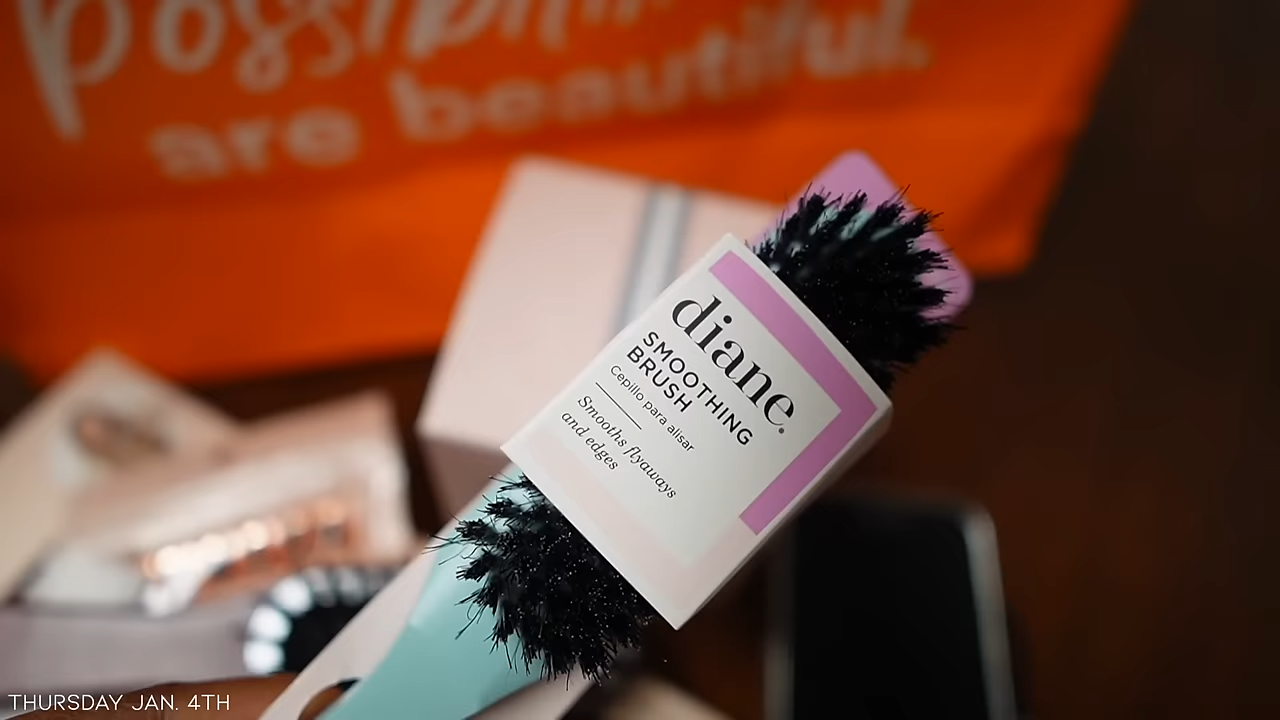 are beautiful.
diane.
SMOOTHING
BRUSH
Cepillo para alisar
Smooths flyaways
and edges
THURSDAY JAN. 4TH